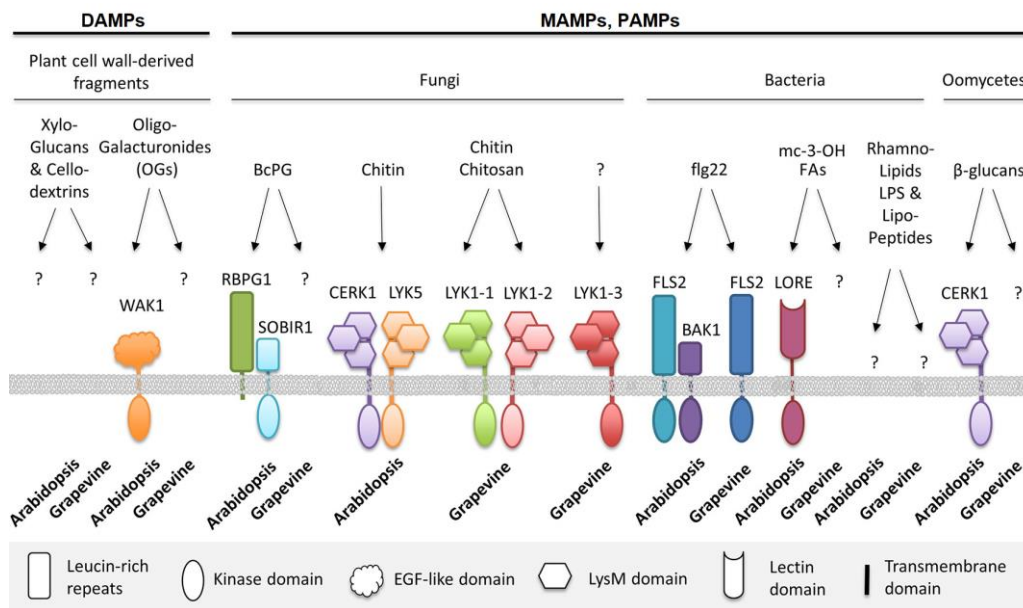 DAMPs
MAMPs, PAMPs
Plant cell wall-derived
fragments
Fungi
Bacteria
Oomycetes
Xylo-
Glucans
& Cello-
dextrins
Oligo-
Galacturonides
(OGs)
BcPG
Chitin
Chitin
Chitosan
?
flg22
mc-3-OH
FAs
Rhamno-
Lipids
LPS &
Lipo-
Peptides
β-glucans
?
?
WAK1
?
RBPG1
?
SOBIR1
CERK1
LYK5
LYK1-1
LYK1-2
LYK1-3
FLS2
BAK1
FLS2
LORE
?
?
?
CERK1
?
Arabidopsis
Grapevine
Arabidopsis
Grapevine
Arabidopsis
Grapevine
Arabidopsis
Grapevine
Grapevine
Arabidopsis
Grapevine
Arabidopsis
Grapevine
Arabidopsis
Grapevine
Arabidopsis
Grapevine
Leucin-rich
repeats
Kinase domain
EGF-like domain
LysM domain
Lectin
domain
Transmembrane
domain